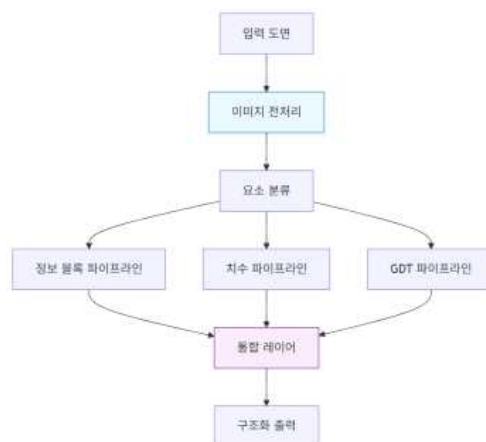 입력 도면
이미지 전처리
요소 분류
정보 블록 파이프라인
치수 파이프라인
GDT 파이프라인
통합 레이어
구조화 출력